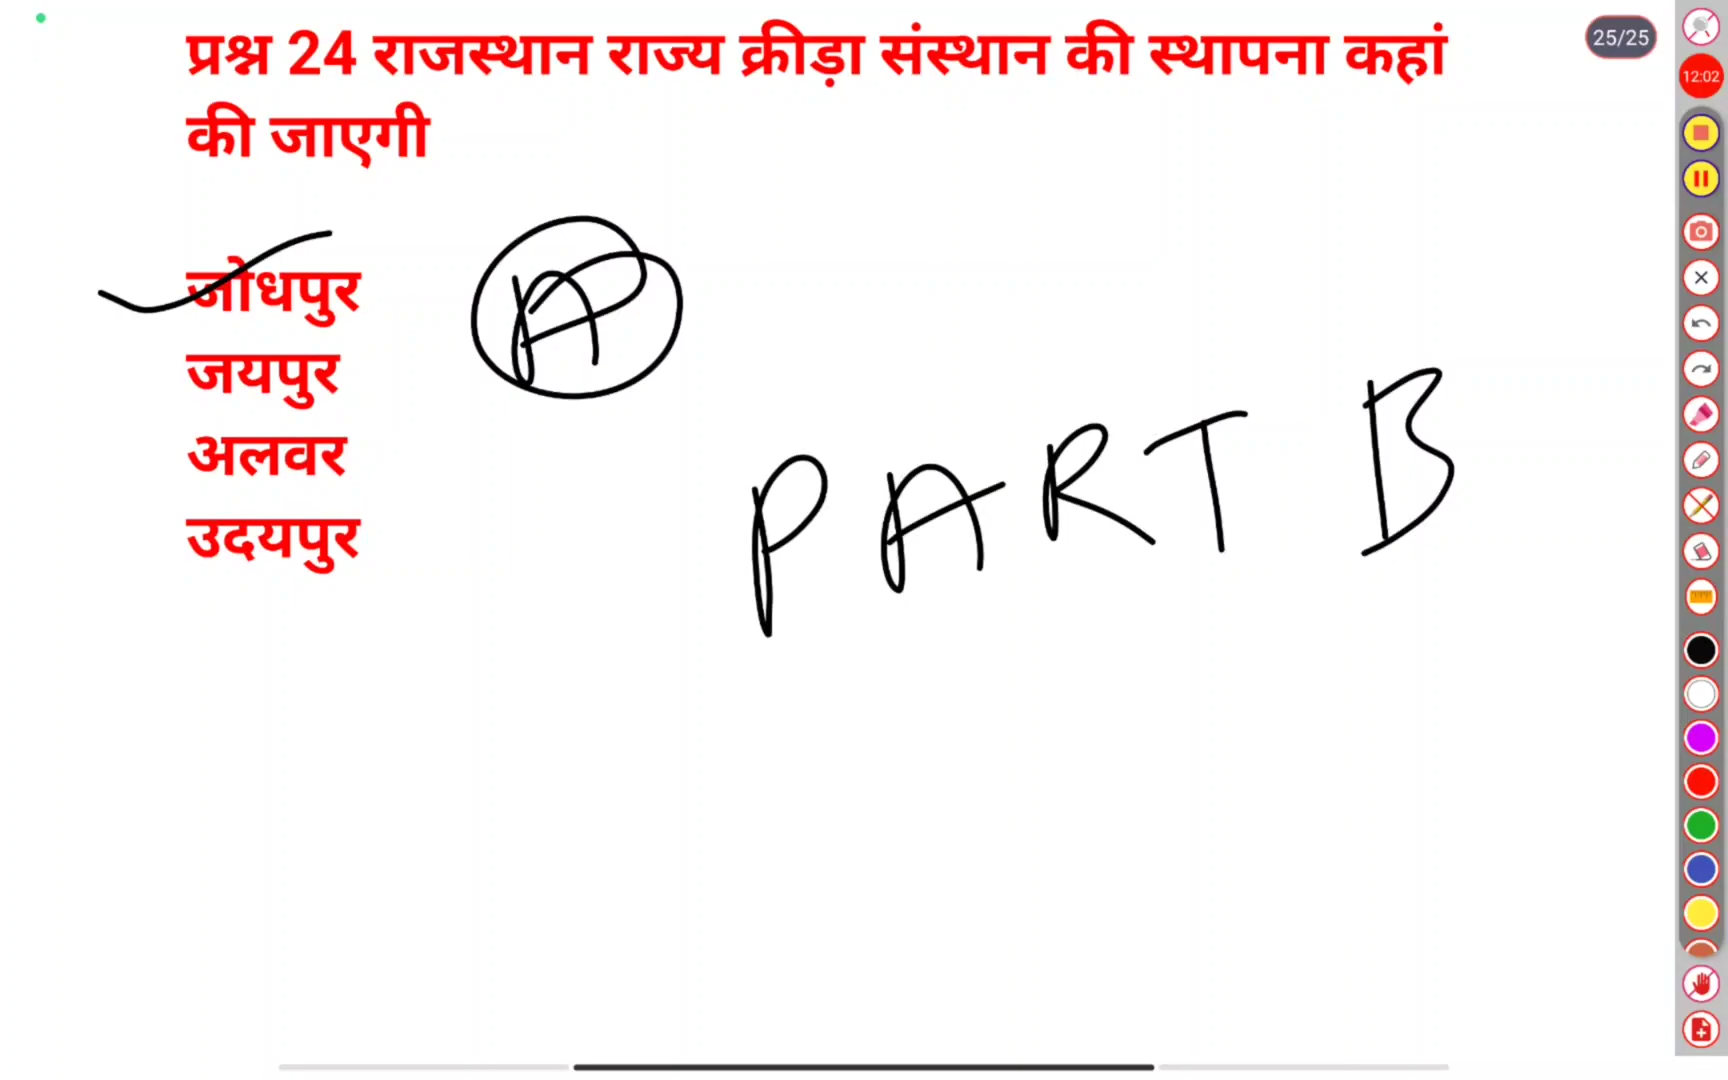 प्रश्न 24 राजस्थान राज्य क्रीड़ा संस्थान की स्थापना कहां
की जाएगी
25/25
12:02
जोधपुर
A
जयपुर
अलवर
उदयपुर
PART B